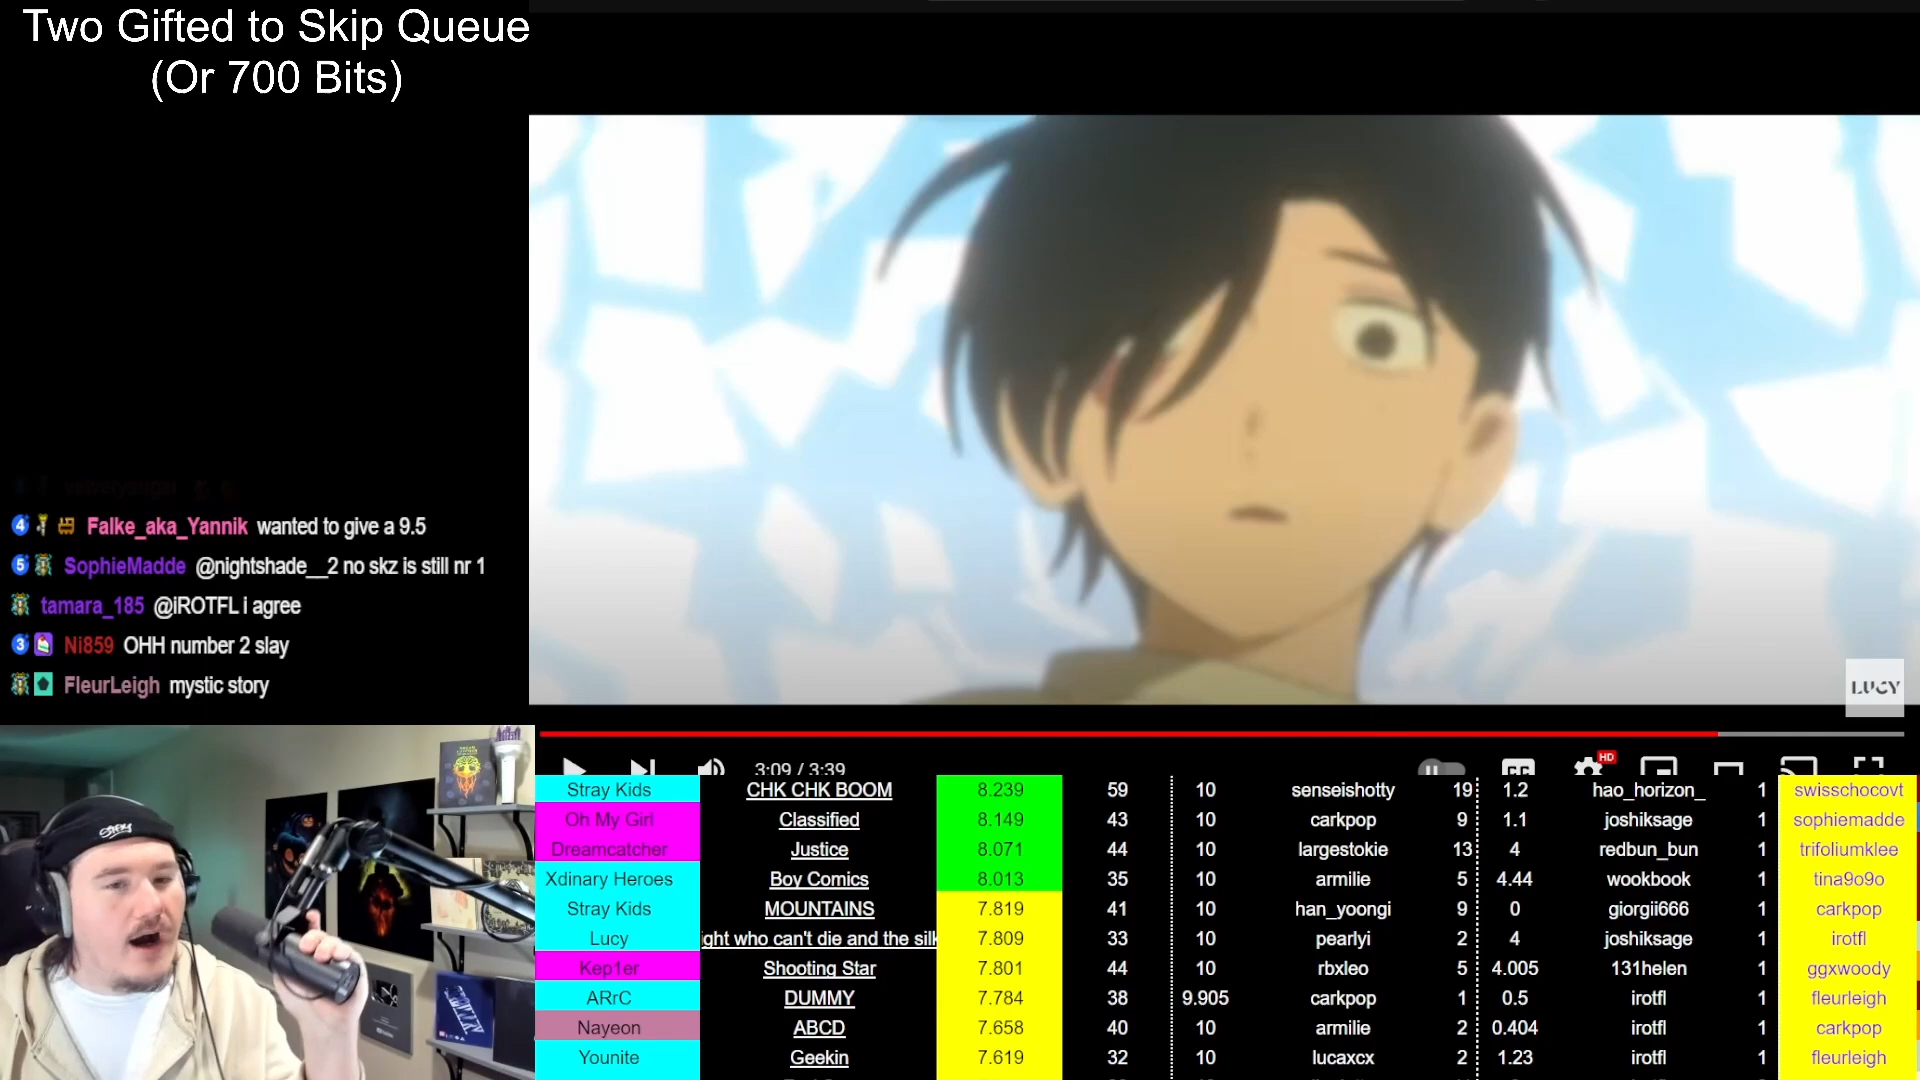 Two Gifted to Skip Queue
(Or 700 Bits)
Falke_aka_Yannik wanted to give a 9.5
SophieMadde @nightshade__2 no skz is still nr 1
tamara_185 @iROTFL i agree
Ni859 OHH number 2 slay
FleurLeigh mystic story
LUCY
3:09 / 3:39
HD
Stray Kids CHK CHK BOOM 8.239 59 10 senseishotty 19 1.2 hao_horizon_ 1 swisschocovt
Oh My Girl Classified 8.149 43 10 carkpop 9 1.1 joshiksage 1 sophiemadde
Dreamcatcher Justice 8.071 44 10 largestokie 13 4 redbun_bun 1 trifoliumklee
Xdinary Heroes Boy Comics 8.013 35 10 armilie 5 4.44 wookbook 1 tina9o9o
Stray Kids MOUNTAINS 7.819 41 10 han_yoongi 9 0 giorgii666 1 carkpop
Lucy ight who can't die and the silk 7.809 33 10 pearlyi 2 4 joshiksage 1 irotfl
Kep1er Shooting Star 7.801 44 10 rbxleo 5 4.005 131helen 1 ggxwoody
ARrC DUMMY 7.784 38 9.905 carkpop 1 0.5 irotfl 1 fleurleigh
Nayeon ABCD 7.658 40 10 armilie 2 0.404 irotfl 1 carkpop
Younite Geekin 7.619 32 10 lucaxcx 2 1.23 irotfl 1 fleurleigh